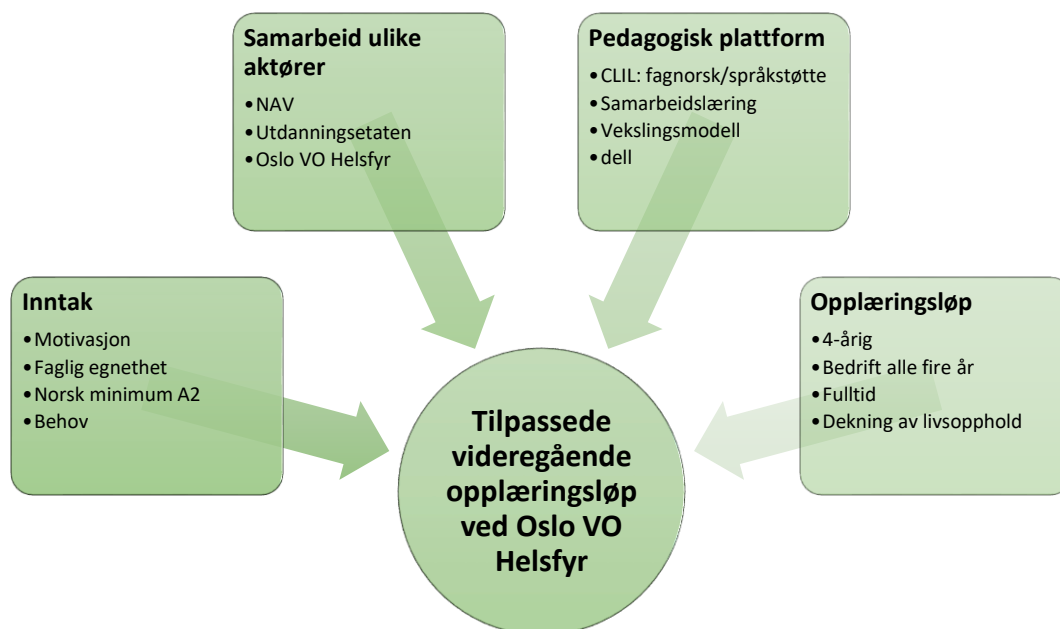 Samarbeid ulike
aktører
• NAV
• Utdanningsetaten
• Oslo VO Helsfyr
Pedagogisk plattform
• CLIL: fagnorsk/språkstøtte
• Samarbeidslæring
• Vekslingsmodell
• dell
Inntak
• Motivasjon
• Faglig egnethet
• Norsk minimum A2
• Behov
Opplæringsløp
• 4-årig
• Bedrift alle fire år
• Fulltid
• Dekning av livsopphold
Tilpassede
videregående
opplæringsløp
ved Oslo VO
Helsfyr